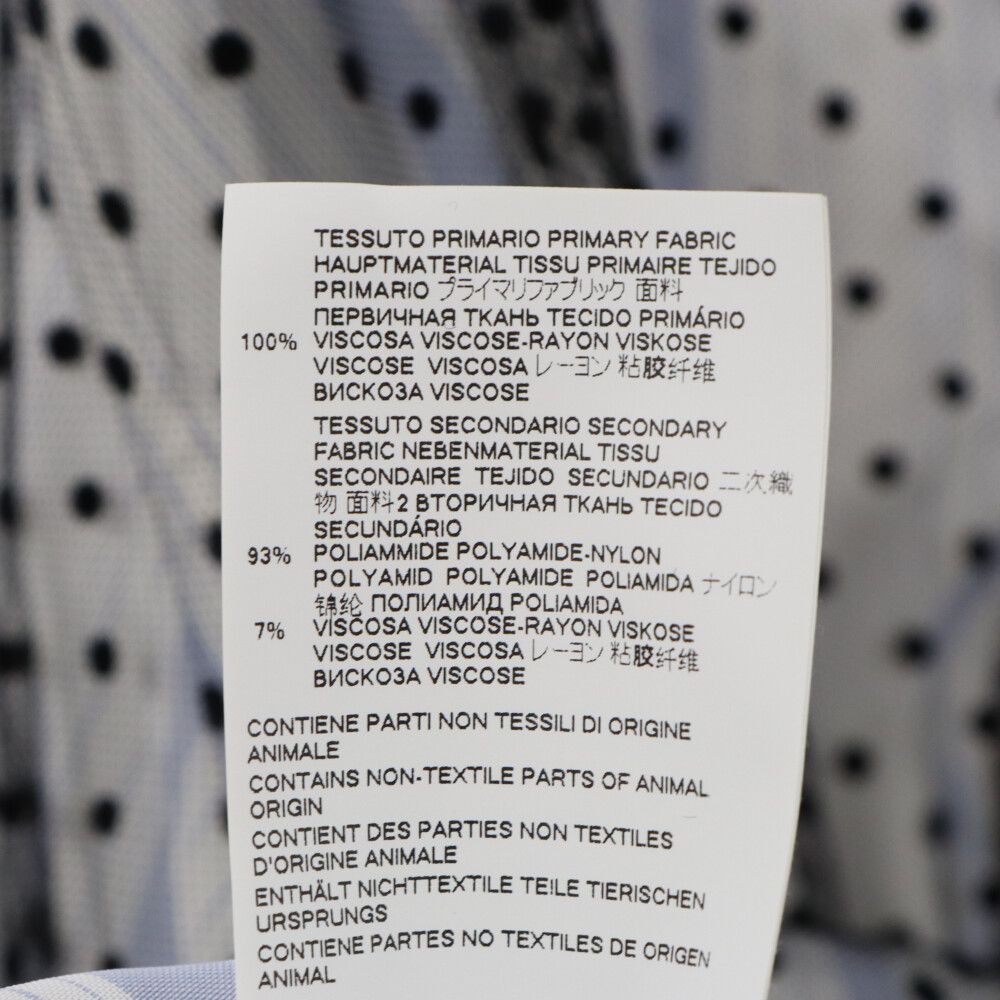 TESSUTO PRIMARIO PRIMARY FABRIC
HAUPTMATERIAL TISSU PRIMAIRE TEJIDO
PRIMARIO プライマリファブリック 面料
ПЕРВИЧНАЯ ТКАНЬ TECIDO PRIMÁRIO
100% VISCOSA VISCOSE-RAYON VISKOSE
VISCOSE VISCOSA レーヨン 粘胶纤维
ВИСКОЗА VISCOSE
TESSUTO SECONDARIO SECONDARY
FABRIC NEBENMATERIAL TISSU
SECONDAIRE TEJIDO SECUNDARIO 二次織
物 面料2 ВТОРИЧНАЯ ТКАНЬ TECIDO
SECUNDÁRIO
93% POLIAMMIDE POLYAMIDE-NYLON
POLYAMID POLYAMIDE POLIAMIDA ナイロン
锦纶 ПОЛИАМИД POLIAMIDA
7% VISCOSA VISCOSE-RAYON VISKOSE
VISCOSE VISCOSA レーヨン 粘胶纤维
ВИСКОЗА VISCOSE
CONTIENE PARTI NON TESSILI DI ORIGINE
ANIMALE
CONTAINS NON-TEXTILE PARTS OF ANIMAL
ORIGIN
CONTIENT DES PARTIES NON TEXTILES
D'ORIGINE ANIMALE
ENTHÄLT NICHTTEXTILE TEILE TIERISCHEN
URSPRUNGS
CONTIENE PARTES NO TEXTILES DE ORIGEN
ANIMAL